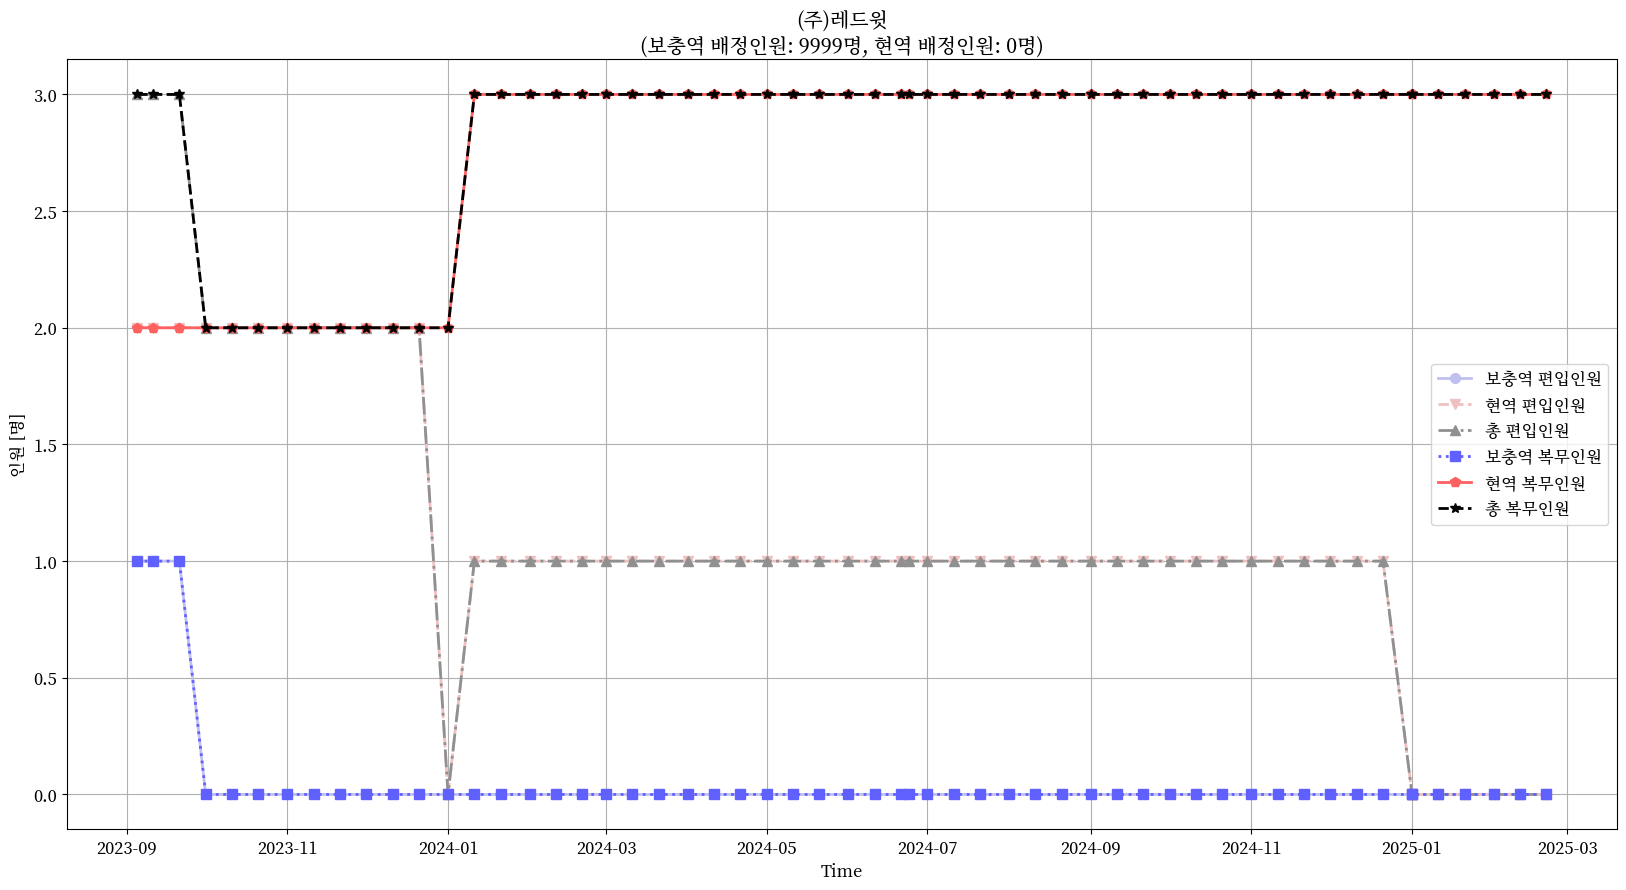 (주)레드윗
(보충역 배정인원: 9999명, 현역 배정인원: 0명)
3.0
2.5
2.0
1.5
1.0
0.5
0.0
인원 [명]
보충역 편입인원
현역 편입인원
총 편입인원
보충역 복무인원
현역 복무인원
총 복무인원
2023-09 2023-11 2024-01 2024-03 2024-05 2024-07 2024-09 2024-11 2025-01 2025-03
Time